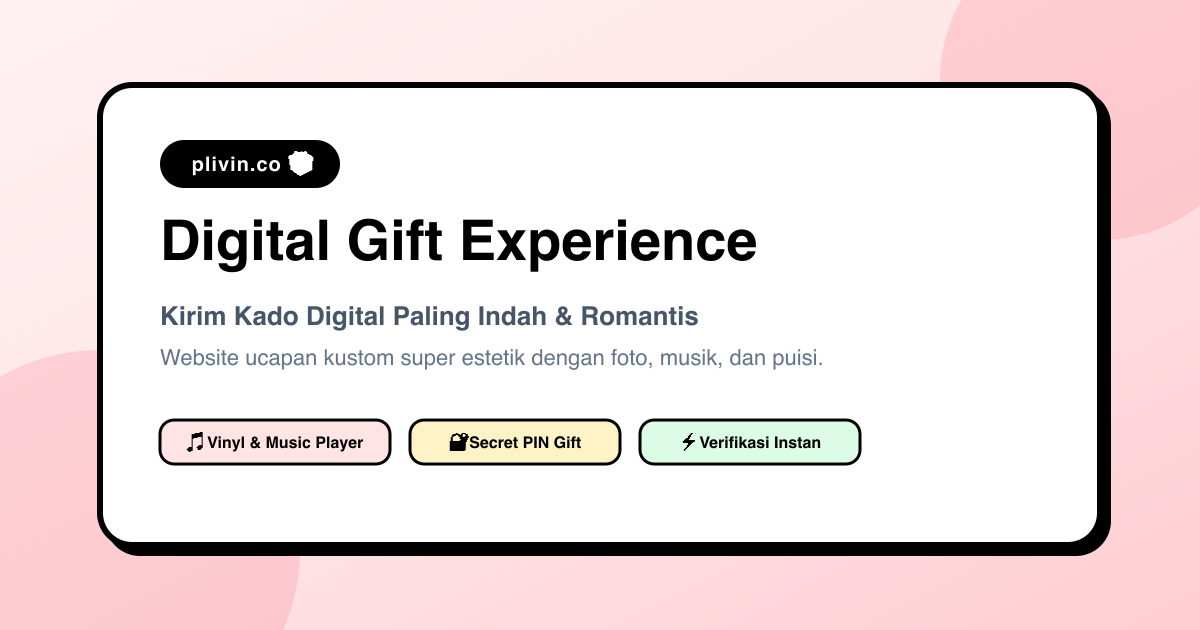 plivin.co
Digital Gift Experience
Kirim Kado Digital Paling Indah & Romantis
Website ucapan kustom super estetik dengan foto, musik, dan puisi.
Vinyl & Music Player
Secret PIN Gift
Verifikasi Instan